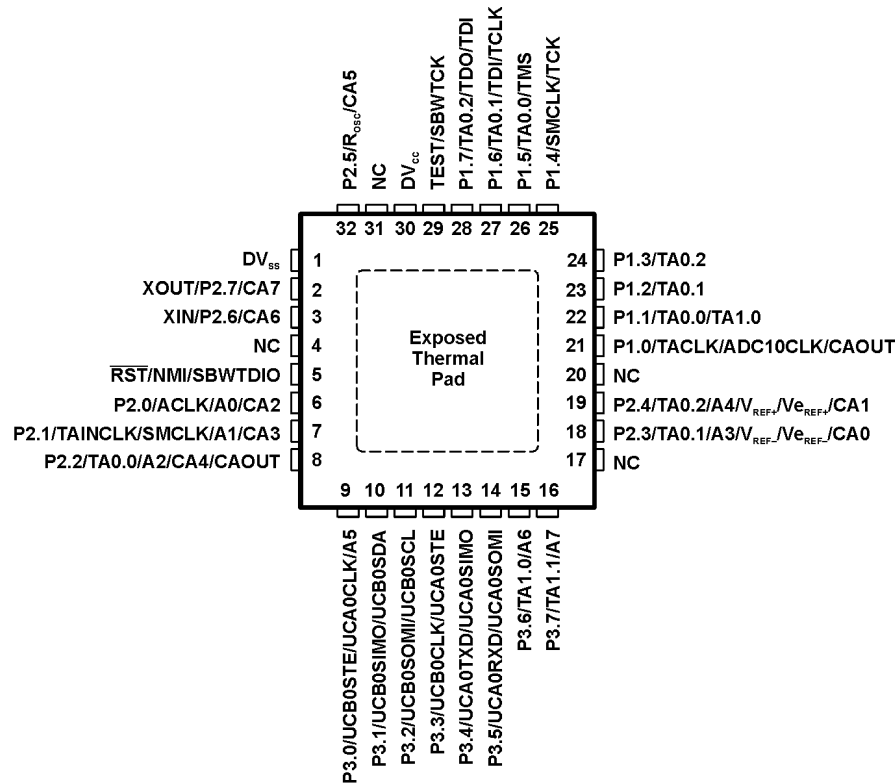 P2.5/ROSC/CA5
NC
DVCC
TEST/SBWTCK
P1.7/TA0.2/TDO/TDI
P1.6/TA0.1/TDI/TCLK
P1.5/TA0.0/TMS
P1.4/SMCLK/TCK
32 31 30 29 28 27 26 25
DVSS 1
XOUT/P2.7/CA7 2
XIN/P2.6/CA6 3
NC 4
RST/NMI/SBWTDIO 5
P2.0/ACLK/A0/CA2 6
P2.1/TAINCLK/SMCLK/A1/CA3 7
P2.2/TA0.0/A2/CA4/CAOUT 8
Exposed
Thermal
Pad
24 P1.3/TA0.2
23 P1.2/TA0.1
22 P1.1/TA0.0/TA1.0
21 P1.0/TACLK/ADC10CLK/CAOUT
20 NC
19 P2.4/TA0.2/A4/VREF+/VeREF+/CA1
18 P2.3/TA0.1/A3/VREF−/VeREF−/CA0
17 NC
9 10 11 12 13 14 15 16
P3.0/UCB0STE/UCA0CLK/A5
P3.1/UCB0SIMO/UCB0SDA
P3.2/UCB0SOMI/UCB0SCL
P3.3/UCB0CLK/UCA0STE
P3.4/UCA0TXD/UCA0SIMO
P3.5/UCA0RXD/UCA0SOMI
P3.6/TA1.0/A6
P3.7/TA1.1/A7